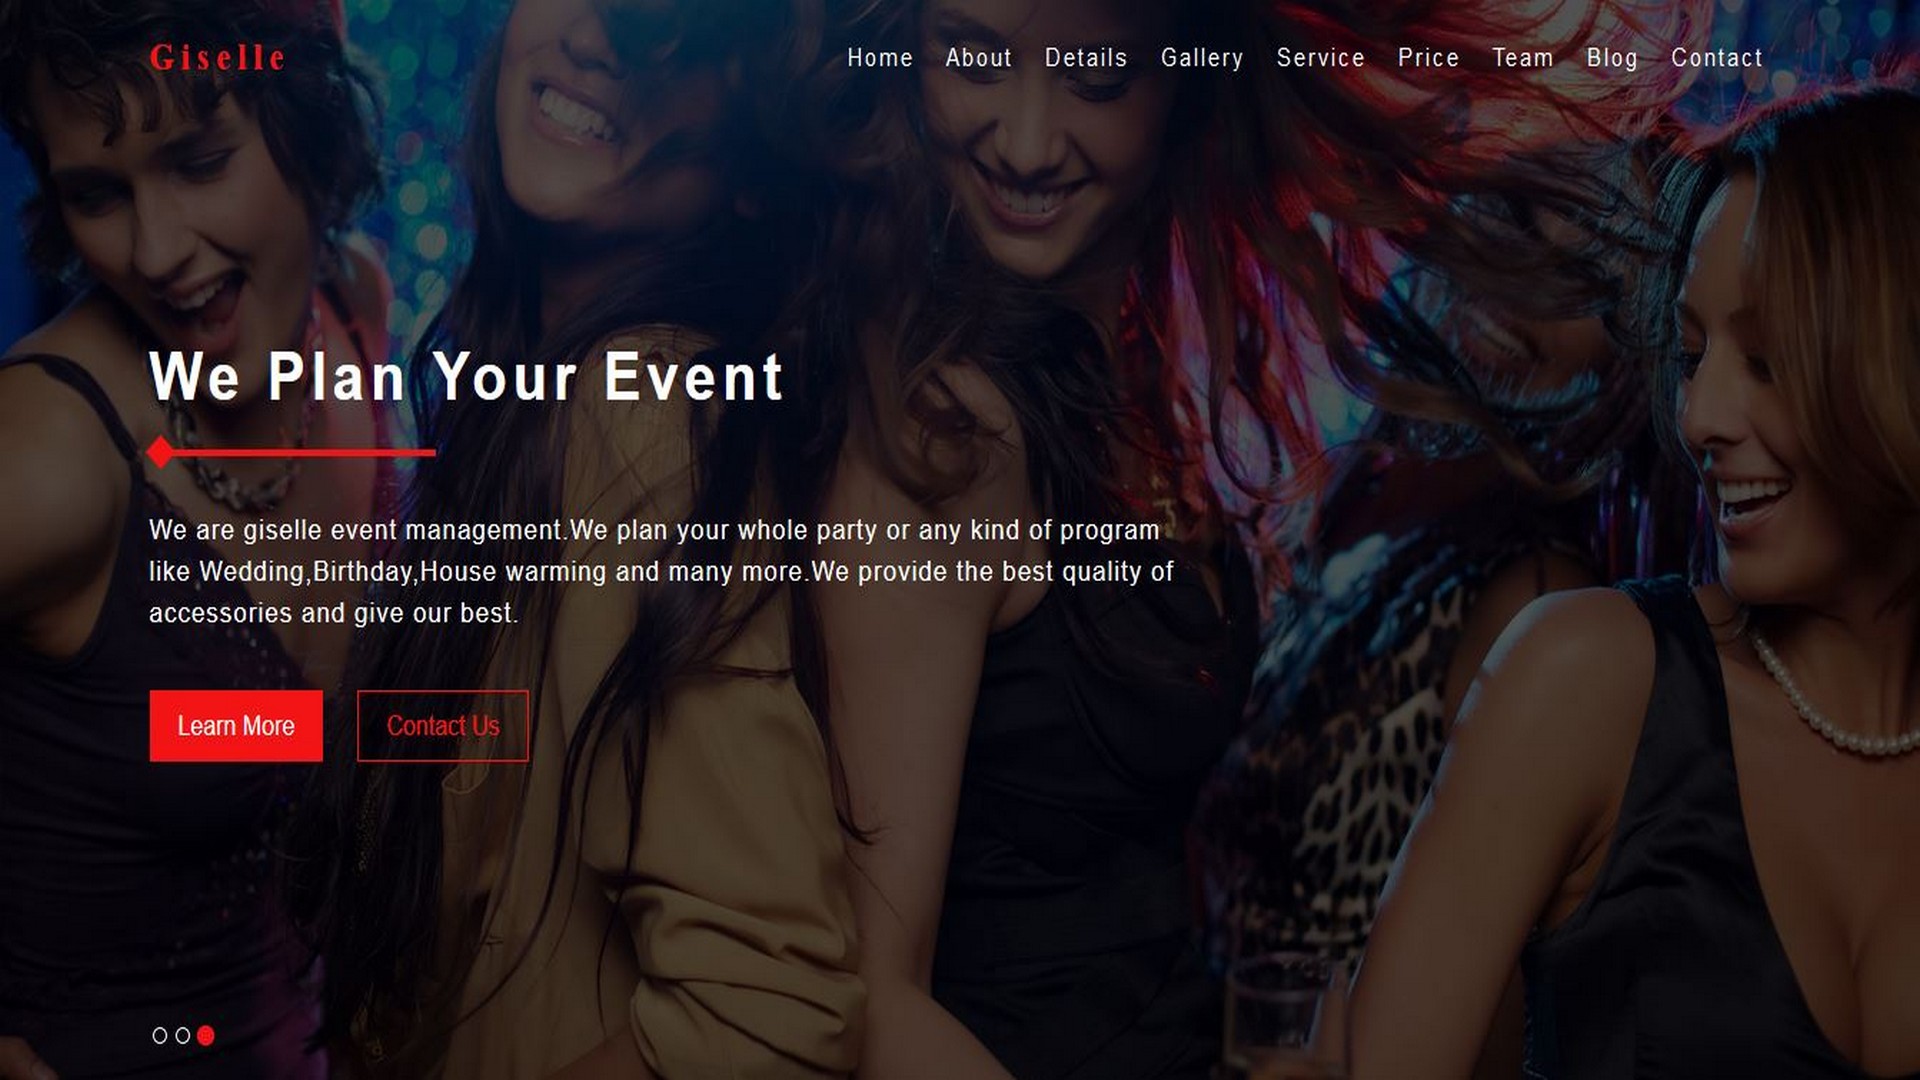 Giselle
Home About Details Gallery Service Price Team Blog Contact
We Plan Your Event
We are giselle event management.We plan your whole party or any kind of program
like Wedding,Birthday,House warming and many more.We provide the best quality of
accessories and give our best.
Learn More Contact Us